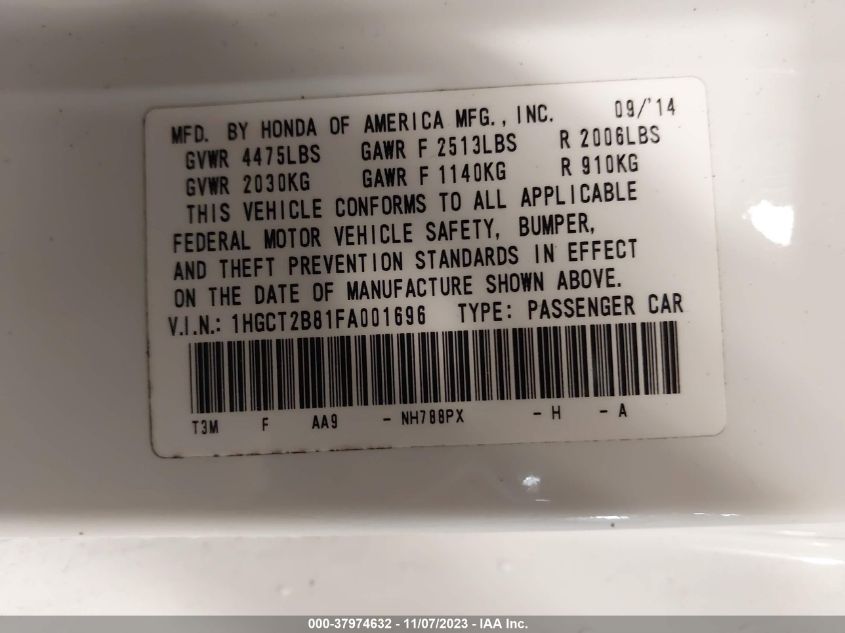 MFD. BY HONDA OF AMERICA MFG., INC. 09/'14
GVWR 4475LBS GAWR F 2513LBS R 2006LBS
GVWR 2030KG GAWR F 1140KG R 910KG
THIS VEHICLE CONFORMS TO ALL APPLICABLE
FEDERAL MOTOR VEHICLE SAFETY, BUMPER,
AND THEFT PREVENTION STANDARDS IN EFFECT
ON THE DATE OF MANUFACTURE SHOWN ABOVE.
V.I.N.: 1HGCT2B81FA001696 TYPE: PASSENGER CAR
T3M F AA9 - NH788PX - H - A
000-37974632 - 11/07/2023 - IAA Inc.